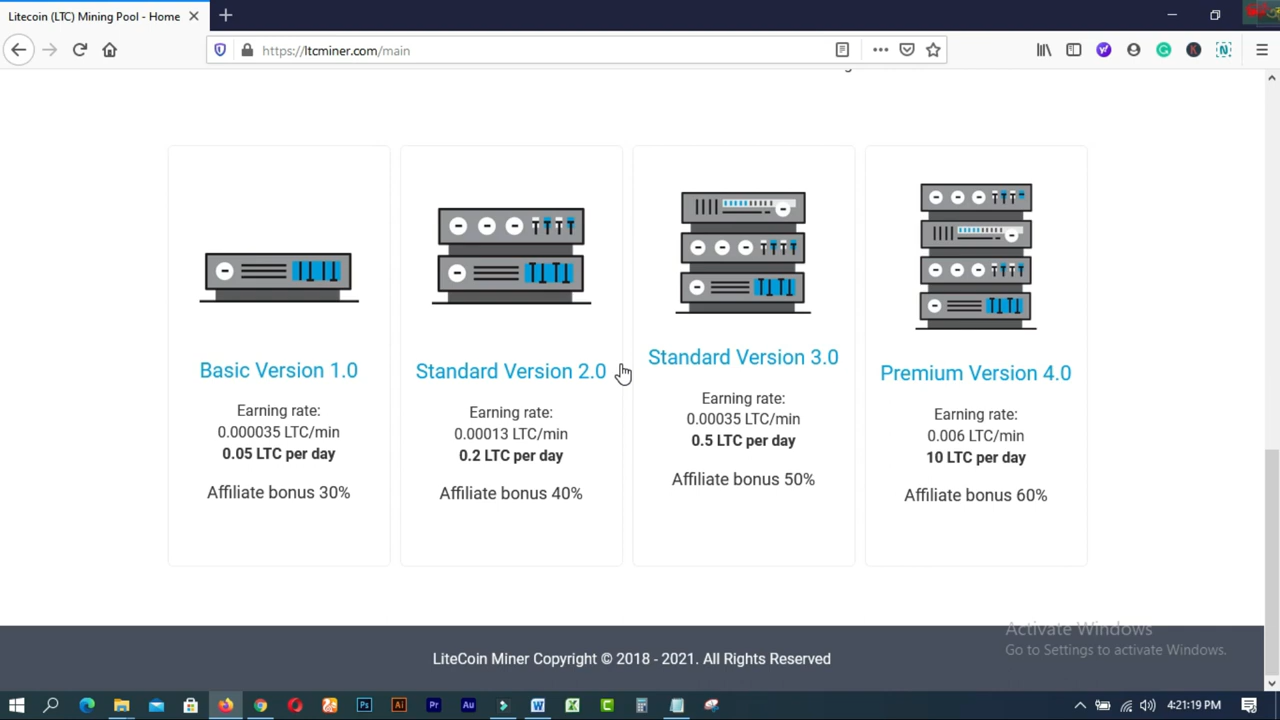 Litecoin (LTC) Mining Pool - Home
https://ltcminer.com/main
Basic Version 1.0
Earning rate:
0.000035 LTC/min
0.05 LTC per day
Affiliate bonus 30%
Standard Version 2.0
Earning rate:
0.00013 LTC/min
0.2 LTC per day
Affiliate bonus 40%
Standard Version 3.0
Earning rate:
0.00035 LTC/min
0.5 LTC per day
Affiliate bonus 50%
Premium Version 4.0
Earning rate:
0.006 LTC/min
10 LTC per day
Affiliate bonus 60%
Activate Windows
Go to Settings to activate Windows.
LiteCoin Miner Copyright © 2018 - 2021. All Rights Reserved
4:21:19 PM